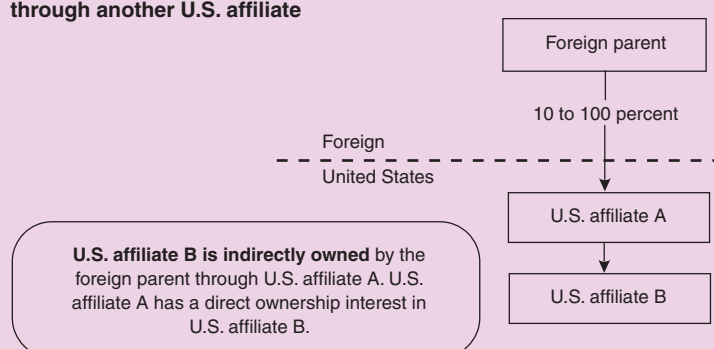 through another U.S. affiliate
Foreign parent
10 to 100 percent
Foreign
United States
U.S. affiliate A
U.S. affiliate B is indirectly owned by the
foreign parent through U.S. affiliate A. U.S.
affiliate A has a direct ownership interest in
U.S. affiliate B.
U.S. affiliate B